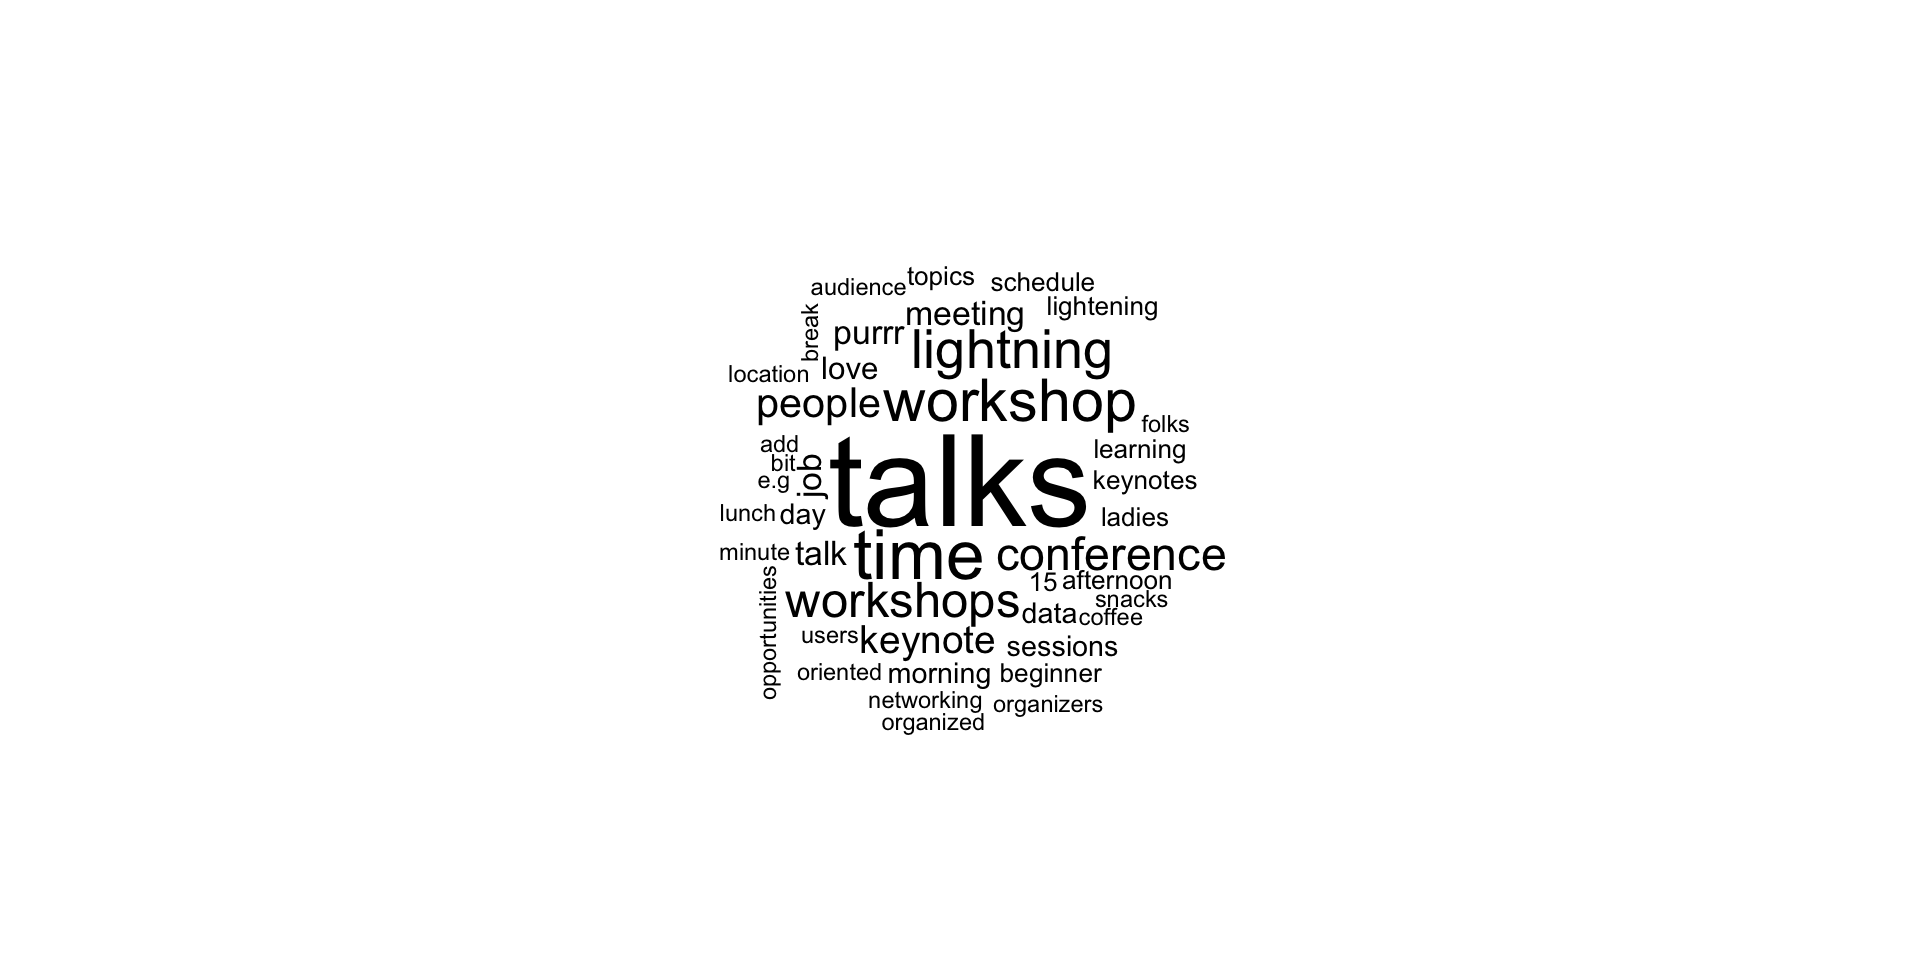 topics
audience
schedule
lightening
meeting
break
purrr
lightning
love
location
people
workshop
folks
add
learning
bit
job
talks
e.g
keynotes
lunch
day
ladies
minute
talk
time
conference
15
afternoon
opportunities
workshops
snacks
data
coffee
users
keynote
sessions
oriented
morning
beginner
networking
organizers
organized